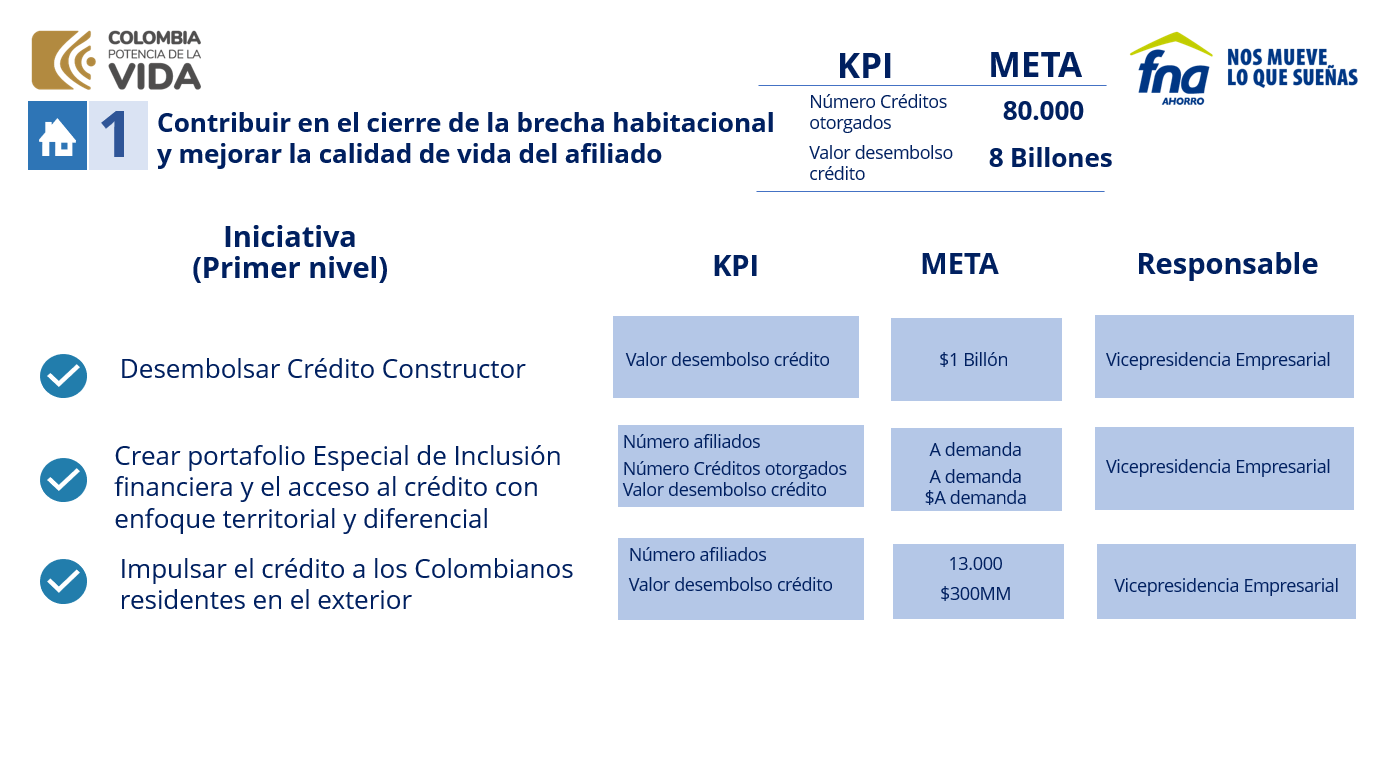 COLOMBIA
POTENCIA DE LA
VIDA
KPI META
Número Créditos
otorgados
80.000
Valor desembolso
crédito
8 Billones
fna
AHORRO
NOS MUEVE
LO QUE SUEÑAS
1
Contribuir en el cierre de la brecha habitacional
y mejorar la calidad de vida del afiliado
Iniciativa
(Primer nivel)
KPI
META
Responsable
Desembolsar Crédito Constructor
Valor desembolso crédito
$1 Billón
Vicepresidencia Empresarial
Crear portafolio Especial de Inclusión
financiera y el acceso al crédito con
enfoque territorial y diferencial
Número afiliados
Número Créditos otorgados
Valor desembolso crédito
A demanda
A demanda
$A demanda
Vicepresidencia Empresarial
Impulsar el crédito a los Colombianos
residentes en el exterior
Número afiliados
Valor desembolso crédito
13.000
$300MM
Vicepresidencia Empresarial